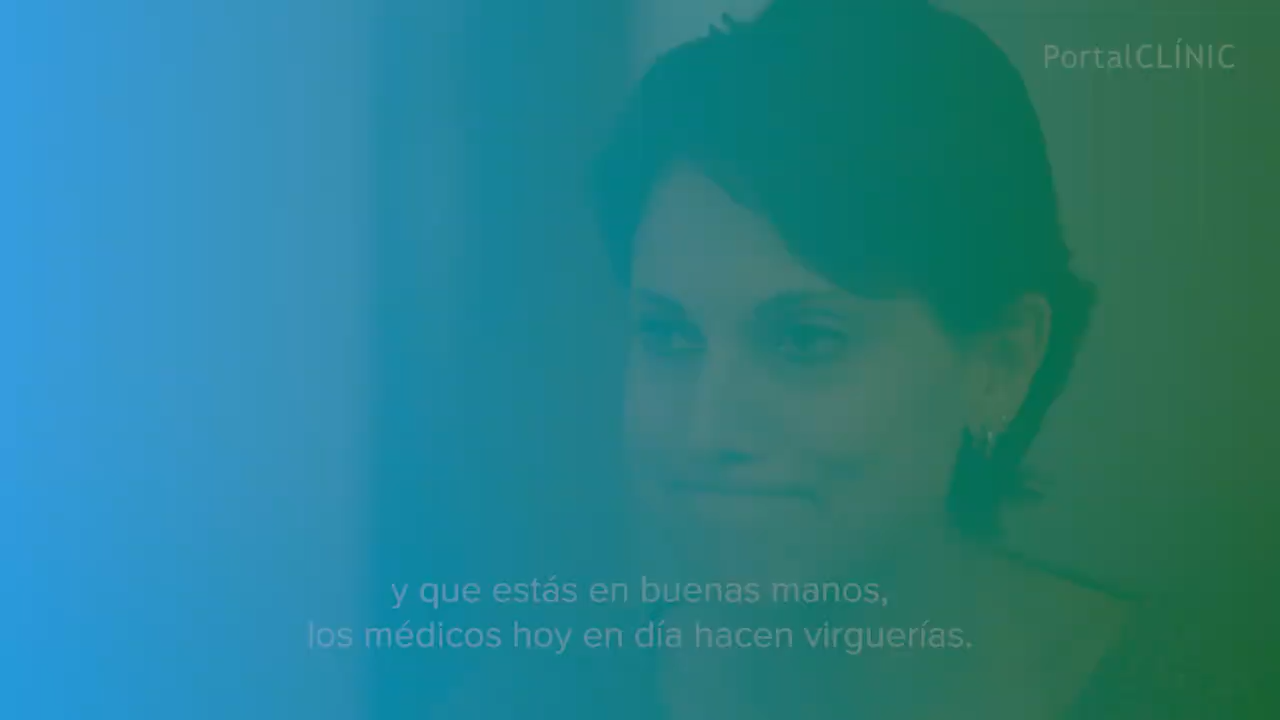 PortalCLÍNIC
y que estás en buenas manos,
los médicos hoy en día hacen virguerías.